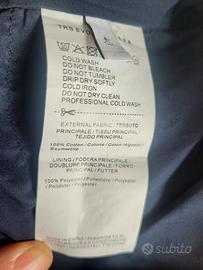 TRS EVO
COLD WASH
DO NOT BLEACH
DO NOT TUMBLER
DRIP DRY SOFTLY
COLD IRON
DO NOT DRY CLEAN
PROFESSIONAL COLD WASH
EXTERNAL FABRIC / TESSUTO
PRINCIPALE / TISSU PRINCIPAL /
TEJIDO PRINCIPAL
100% Cotton / Cotone / Coton / Algodón /
Baumwolle
LINING / FODERA PRINCIPALE /
DOUBLURE PRINCIPALE / FORRO
PRINCIPAL / FUTTER
100% Polyester / Poliestere / Polyester /
Poliéster / Polyester
subito